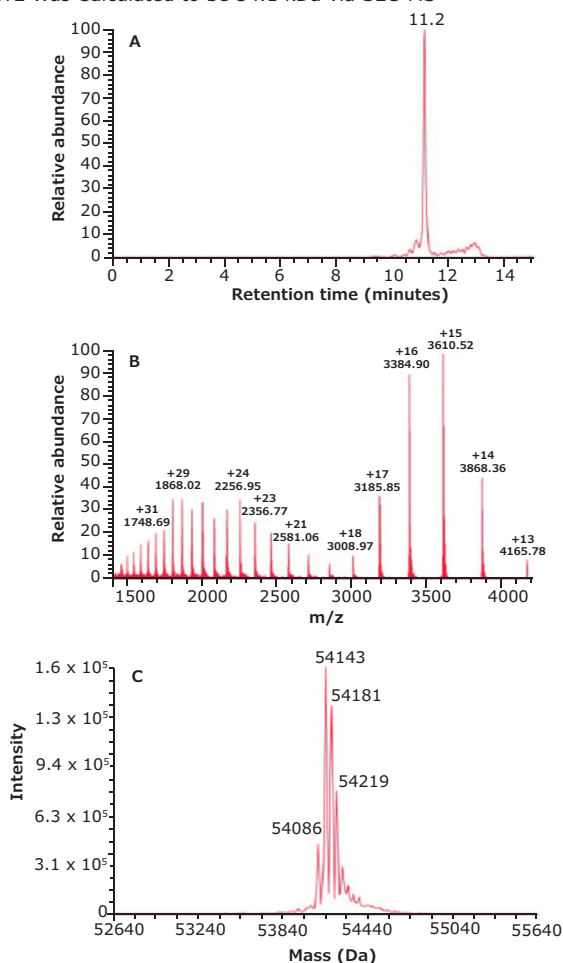 A
11.2
Relative abundance
100
90
80
70
60
50
40
30
20
10
0
0 2 4 6 8 10 12 14
Retention time (minutes)
B
Relative abundance
100
90
80
70
60
50
40
30
20
10
0
+31
1748.69
+29
1868.02
+24
2256.95
+23
2356.77
+21
2581.06
+18
3008.97
+17
3185.85
+16
3384.90
+15
3610.52
+14
3868.36
+13
4165.78
1500 2000 2500 3000 3500 4000
m/z
C
Intensity
1.6 x 10⁵
1.3 x 10⁵
9.4 x 10⁵
6.3 x 10⁵
3.1 x 10⁵
0
54143
54181
54219
54086
52640 53240 53840 54440 55040 55640
Mass (Da)